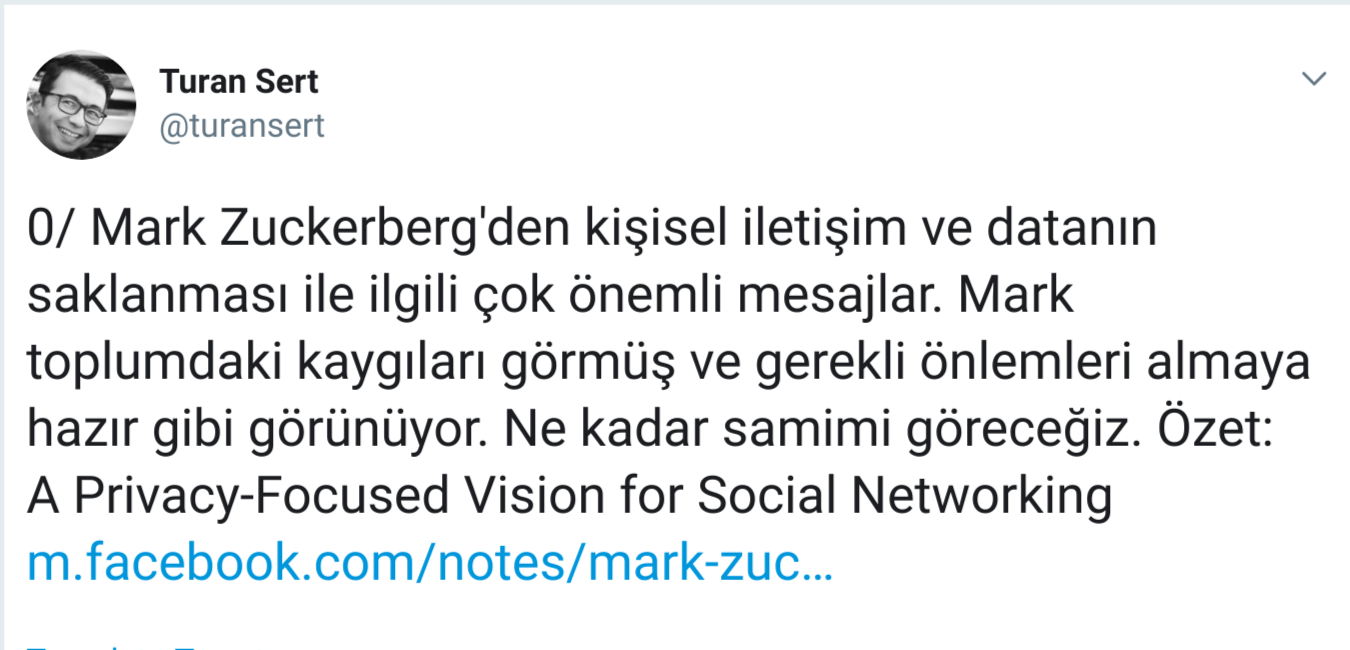 Turan Sert
@turansert
0/ Mark Zuckerberg'den kişisel iletişim ve datanın
saklanması ile ilgili çok önemli mesajlar. Mark
toplumdaki kaygıları görmüş ve gerekli önlemleri almaya
hazır gibi görünüyor. Ne kadar samimi göreceğiz. Özet:
A Privacy-Focused Vision for Social Networking
m.facebook.com/notes/mark-zuc…